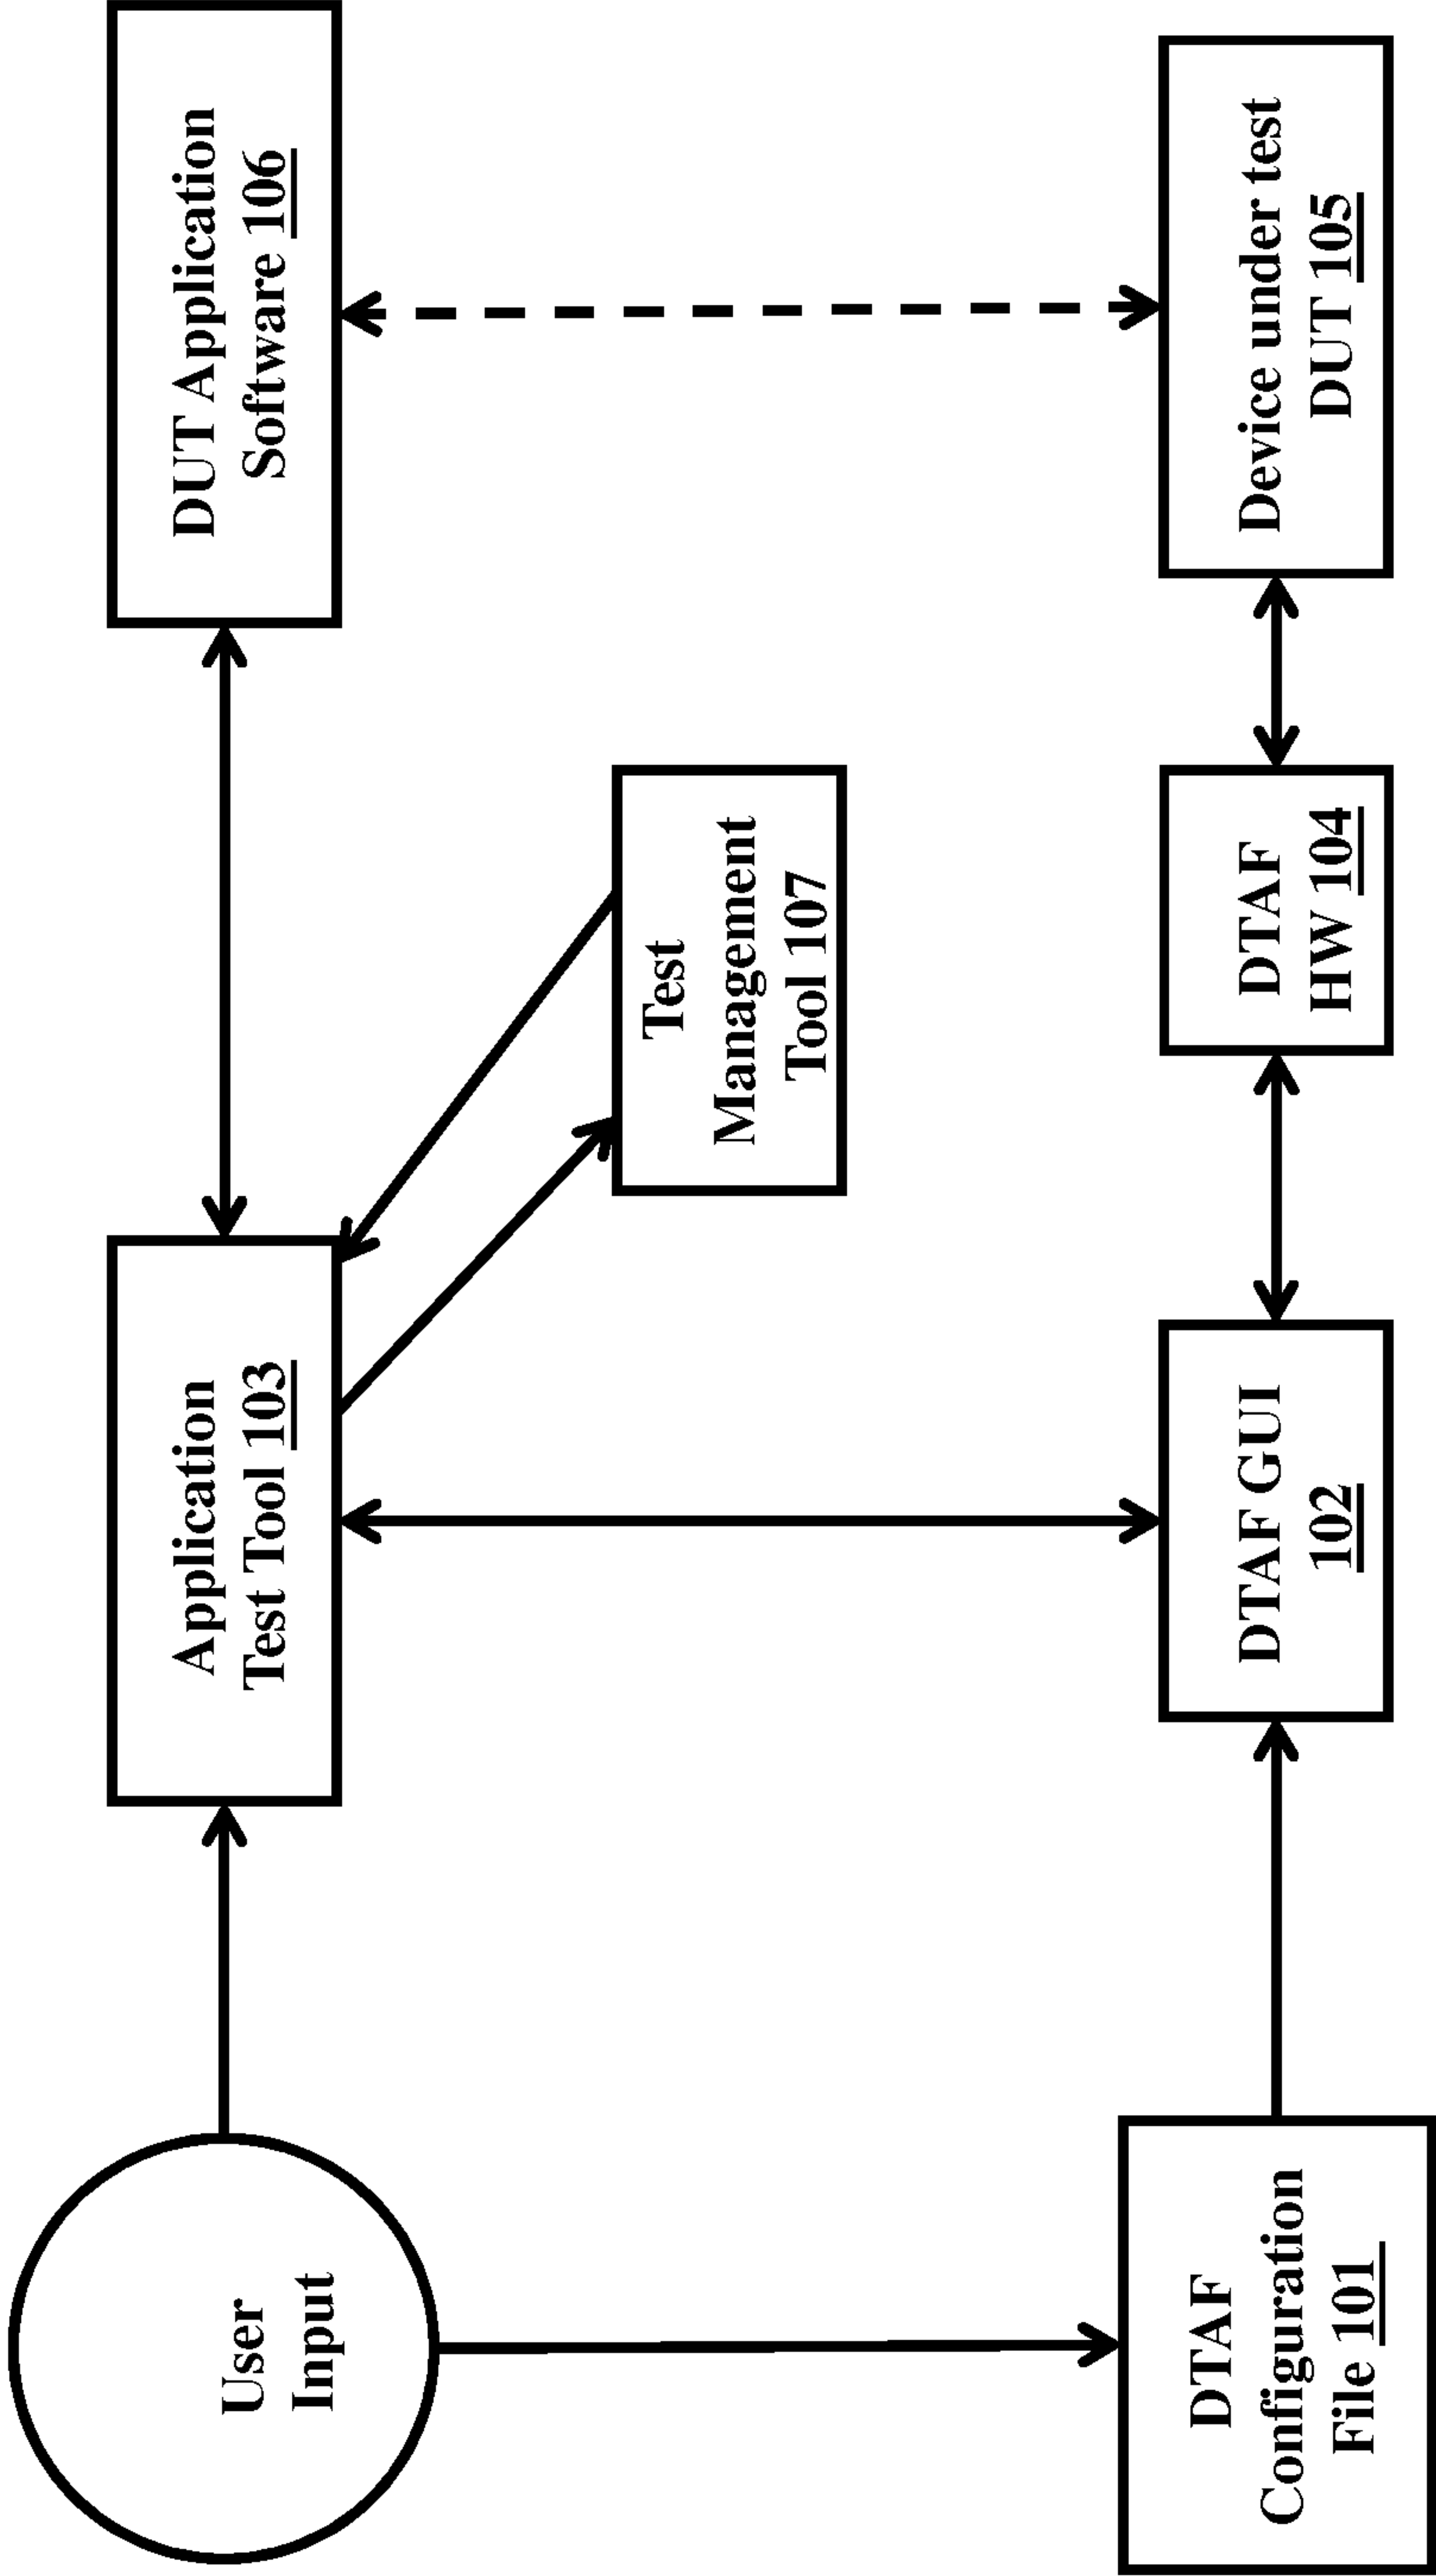 User
Input
Application
Test Tool 103
DUT Application
Software 106
Test
Management
Tool 107
DTAF
Configuration
File 101
DTAF GUI
102
DTAF
HW 104
Device under test
DUT 105